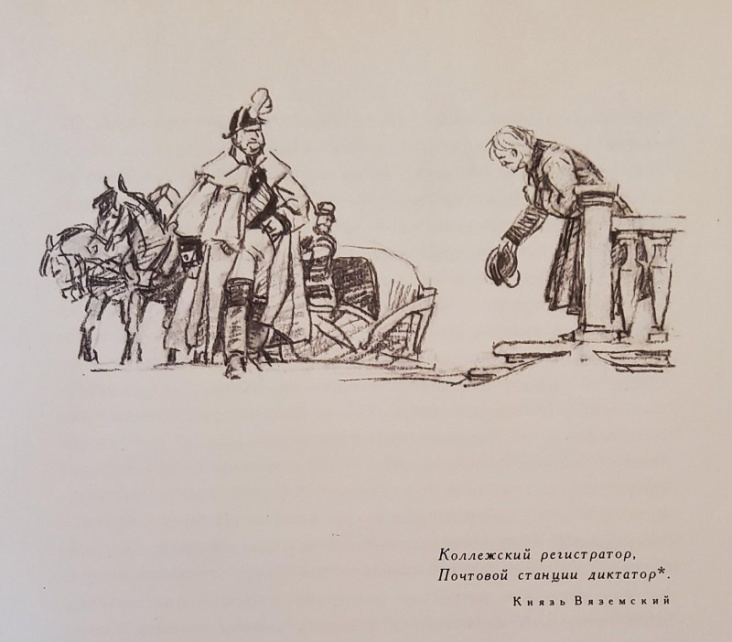 Коллежский регистратор,
Почтовой станции диктатор*.
Князь Вяземский